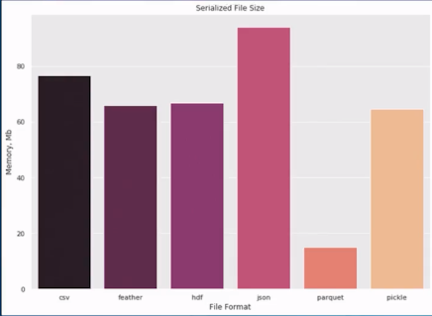 Serialized File Size
Memory, Mb
80
60
40
20
0
csv feather hdf json parquet pickle
File Format